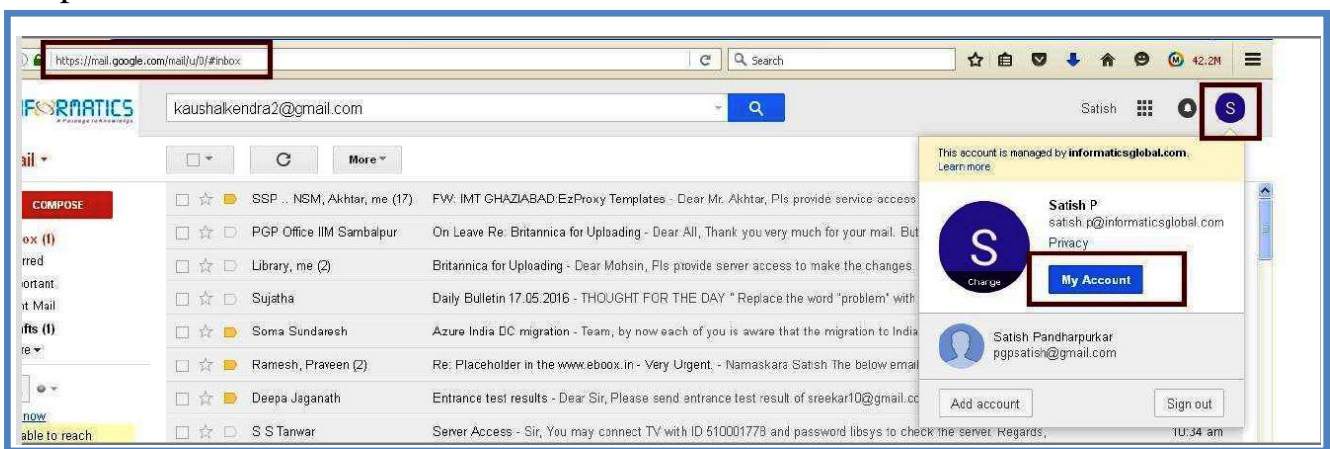 https://mail.google.com/mail/u/0/#inbox
Search
42.2M
INFORMATICS
kaushalkendra2@gmail.com
Satish
S
ail
More
This account is managed by informaticsglobal.com.
Learn more
COMPOSE
SSP .. NSM, Akhtar, me (17) FW: IMT GHAZIABAD:EzProxy Templates - Dear Mr. Akhtar, Pls provide service access
Satish P
satish.p@informaticsglobal.com
Privacy
S
Change
My Account
ox (1)
PGP Office IIM Sambalpur On Leave Re: Britannica for Uploading - Dear All, Thank you very much for your mail. But
rred
Library, me (2) Britannica for Uploading - Dear Mohsin, Pls provide server access to make the changes.
ortant
Sujatha Daily Bulletin 17.05.2016 - THOUGHT FOR THE DAY " Replace the word "problem" with
nt Mail
afts (1)
Soma Sundaresh Azure India DC migration - Team, by now each of you is aware that the migration to India
Satish Pandharpurkar
pgpsatish@gmail.com
re
Ramesh, Praveen (2) Re: Placeholder in the www.eboox.in - Very Urgent. - Namaskara Satish The below email
Deepa Jaganath Entrance test results - Dear Sir, Please send entrance test result of sreekar10@gmail.cc
Add account
Sign out
now
able to reach
S S Tanwar Server Access - Sir, You may connect TV with ID 510001778 and password libsys to check the server. Regards, 10:34 am